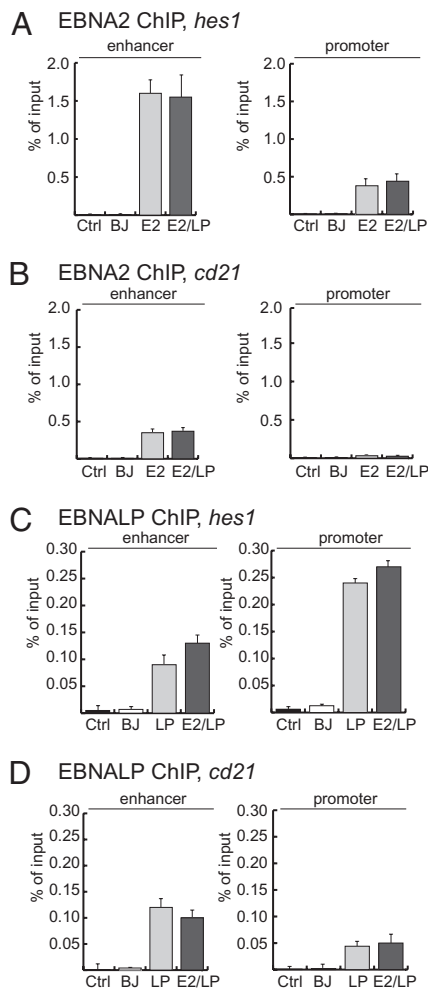 A EBNA2 ChIP, hes1
enhancer
promoter
% of input
2.0
1.5
1.0
0.5
Ctrl BJ E2 E2/LP
% of input
2.0
1.5
1.0
0.5
Ctrl BJ E2 E2/LP
B EBNA2 ChIP, cd21
enhancer
promoter
% of input
2.0
1.5
1.0
0.5
Ctrl BJ E2 E2/LP
% of input
2.0
1.5
1.0
0.5
Ctrl BJ E2 E2/LP
C EBNALP ChIP, hes1
enhancer
promoter
% of input
0.30
0.25
0.20
0.15
0.10
0.05
Ctrl BJ LP E2/LP
% of input
0.30
0.25
0.20
0.15
0.10
0.05
Ctrl BJ LP E2/LP
D EBNALP ChIP, cd21
enhancer
promoter
% of input
0.30
0.25
0.20
0.15
0.10
0.05
Ctrl BJ LP E2/LP
% of input
0.30
0.25
0.20
0.15
0.10
0.05
Ctrl BJ LP E2/LP